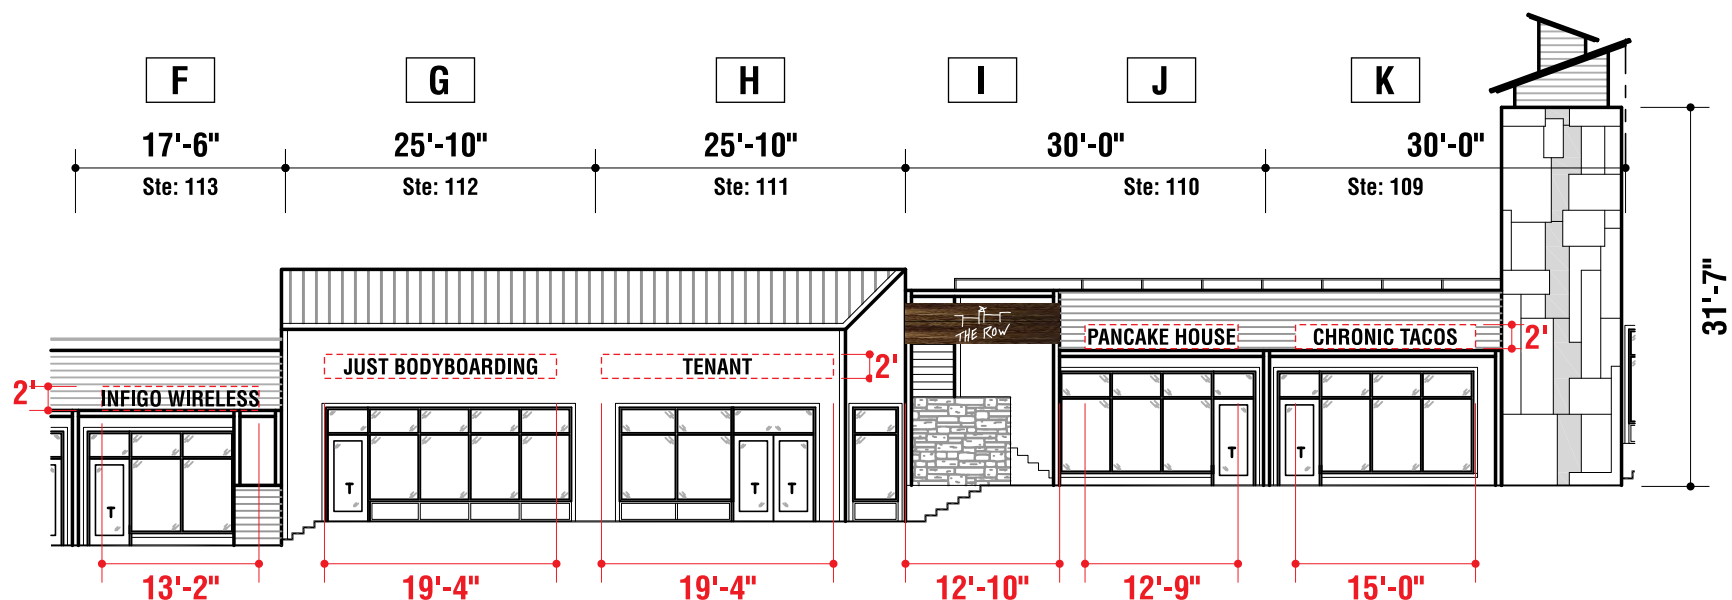 F G H I J K
17'-6" 25'-10" 25'-10" 30'-0" 30'-0"
Ste: 113 Ste: 112 Ste: 111 Ste: 110 Ste: 109
31'-7"
THE ROW
PANCAKE HOUSE CHRONIC TACOS 2'
JUST BODYBOARDING TENANT 2'
2' INFIGO WIRELESS
T T T T T T
13'-2" 19'-4" 19'-4" 12'-10" 12'-9" 15'-0"